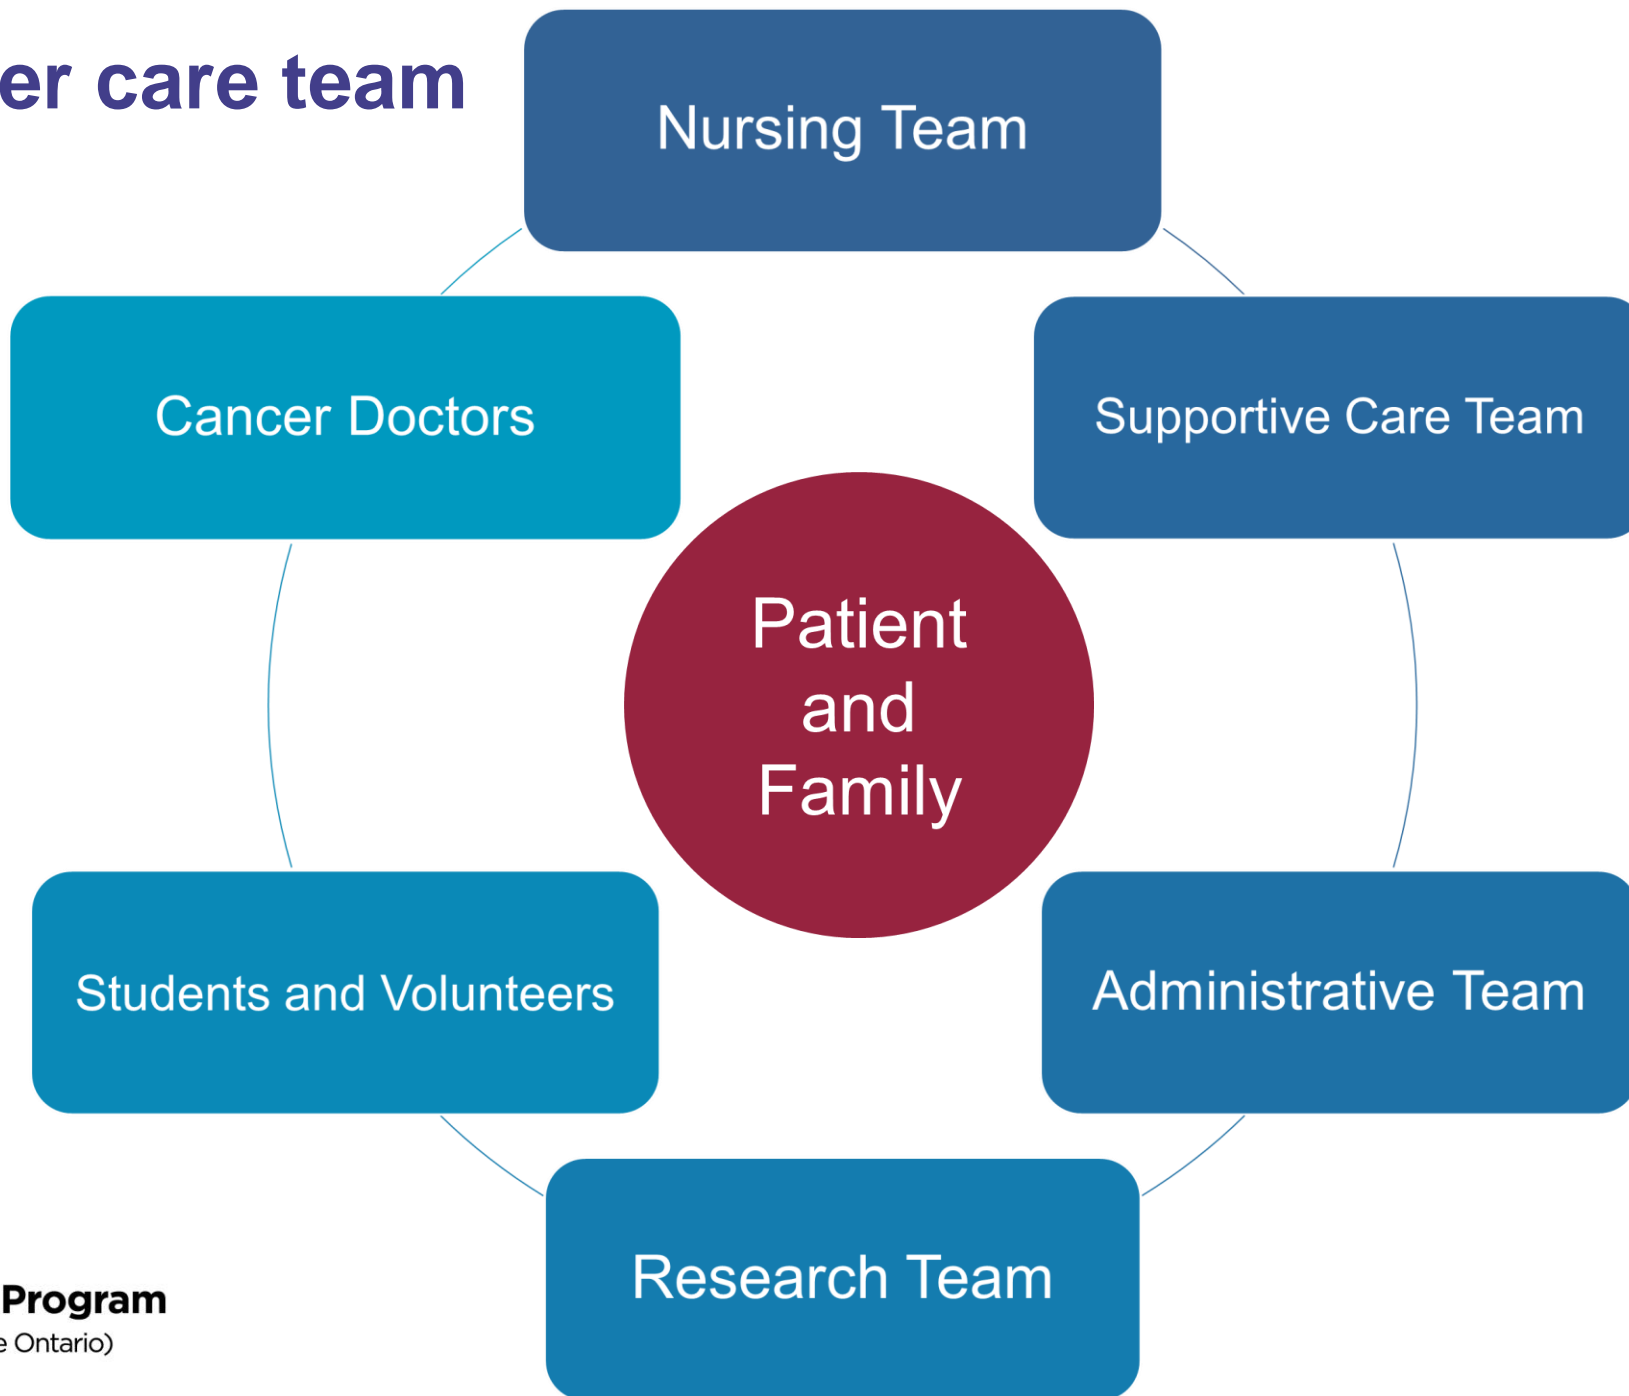 er care team
Nursing Team
Cancer Doctors
Supportive Care Team
Patient
and
Family
Students and Volunteers
Administrative Team
Research Team
Program
e Ontario)